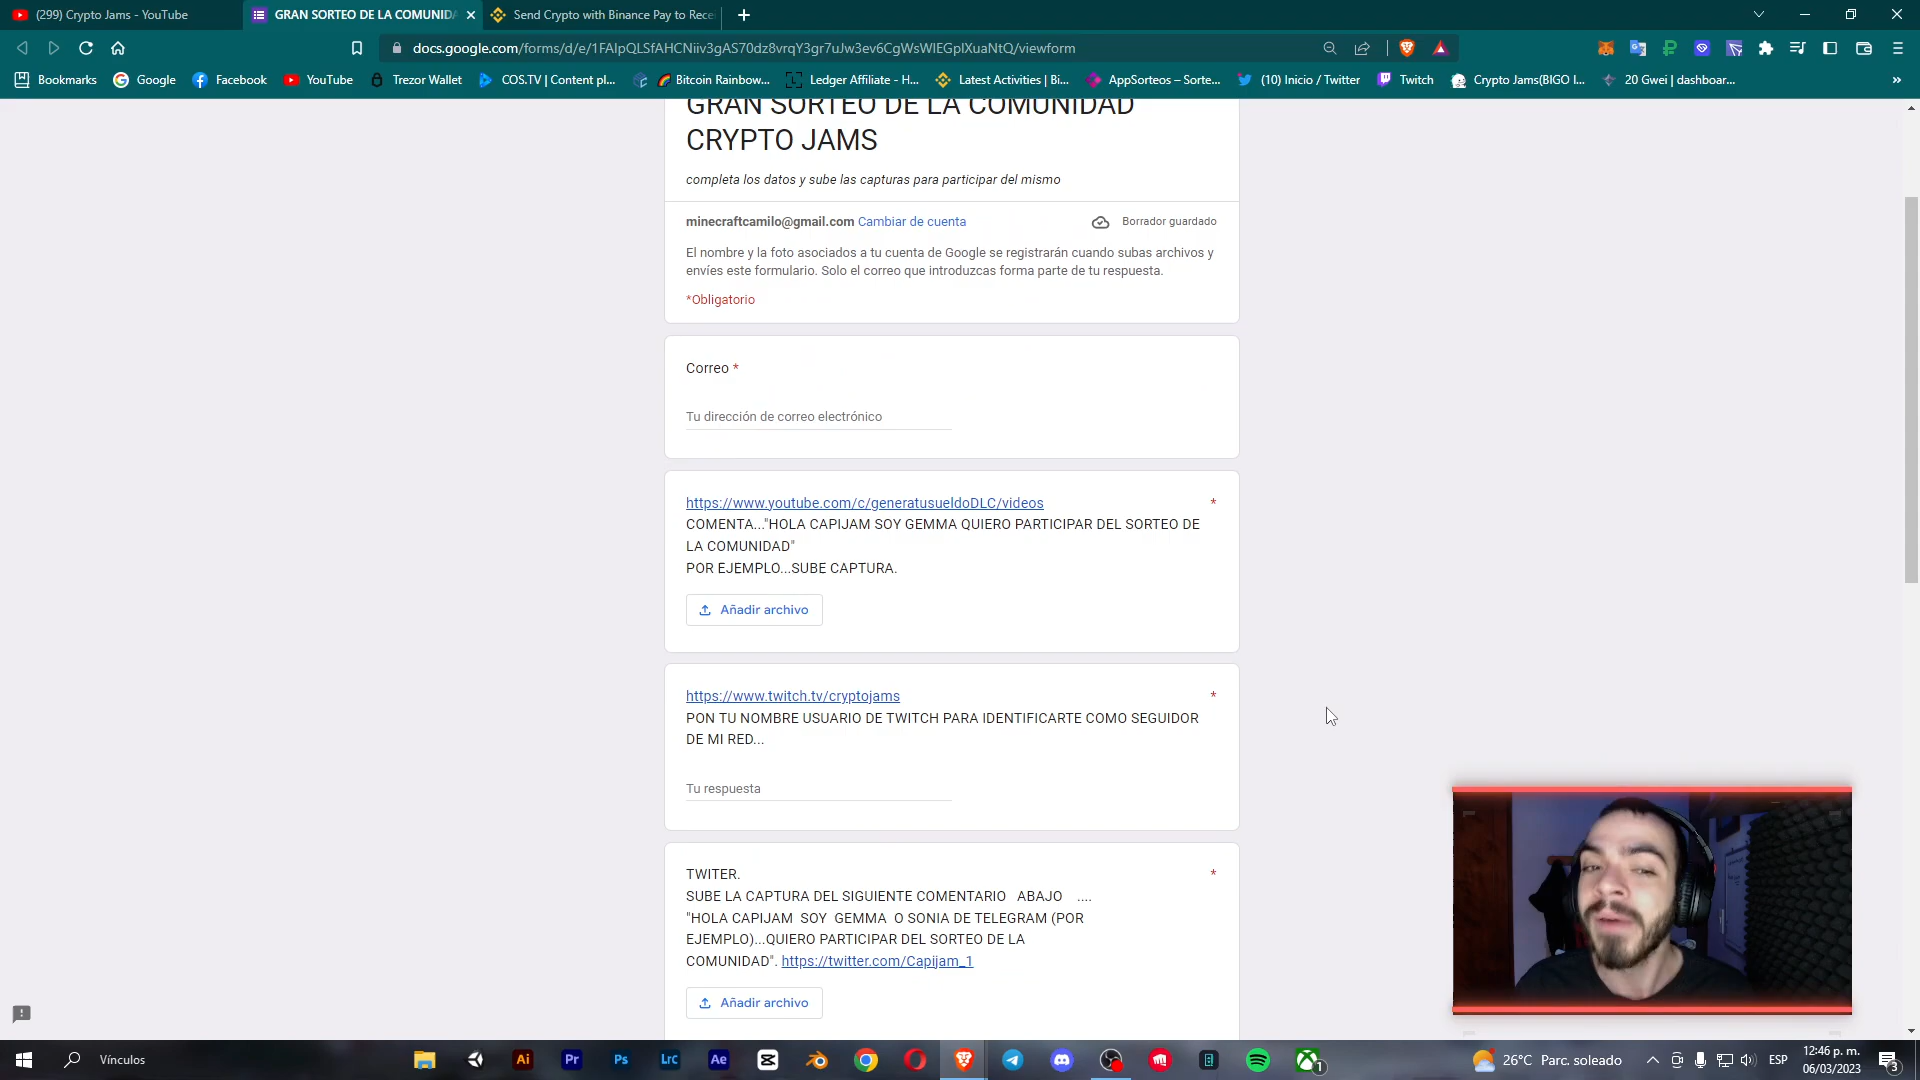 (299) Crypto Jams - YouTube
GRAN SORTEO DE LA COMUNIDA
Send Crypto with Binance Pay to Rece
docs.google.com/forms/d/e/1FAIpQLSfAHCNiiv3gAS70dz8vrqY3gr7uJw3ev6CgWsWIEGplXuaNtQ/viewform
Bookmarks
Google
Facebook
YouTube
Trezor Wallet
COS.TV | Content pl...
Bitcoin Rainbow...
Ledger Affiliate - H...
Latest Activities | Bi...
AppSorteos – Sorte...
(10) Inicio / Twitter
Twitch
Crypto Jams(BIGO l...
20 Gwei | dashboar...
GRAN SORTEO DE LA COMUNIDAD
CRYPTO JAMS
completa los datos y sube las capturas para participar del mismo
minecraftcamilo@gmail.com Cambiar de cuenta
Borrador guardado
El nombre y la foto asociados a tu cuenta de Google se registrarán cuando subas archivos y
envíes este formulario. Solo el correo que introduzcas forma parte de tu respuesta.
*Obligatorio
Correo *
Tu dirección de correo electrónico
https://www.youtube.com/c/generatusueldoDLC/videos *
COMENTA..."HOLA CAPIJAM SOY GEMMA QUIERO PARTICIPAR DEL SORTEO DE
LA COMUNIDAD"
POR EJEMPLO...SUBE CAPTURA.
Añadir archivo
https://www.twitch.tv/cryptojams *
PON TU NOMBRE USUARIO DE TWITCH PARA IDENTIFICARTE COMO SEGUIDOR
DE MI RED...
Tu respuesta
TWITER. *
SUBE LA CAPTURA DEL SIGUIENTE COMENTARIO ABAJO ....
"HOLA CAPIJAM SOY GEMMA O SONIA DE TELEGRAM (POR
EJEMPLO)...QUIERO PARTICIPAR DEL SORTEO DE LA
COMUNIDAD". https://twitter.com/Capijam_1
Añadir archivo
Vínculos
Ai
Pr
Ps
Lrc
Ae
1
26°C Parc. soleado
ESP
12:46 p. m.
06/03/2023
3